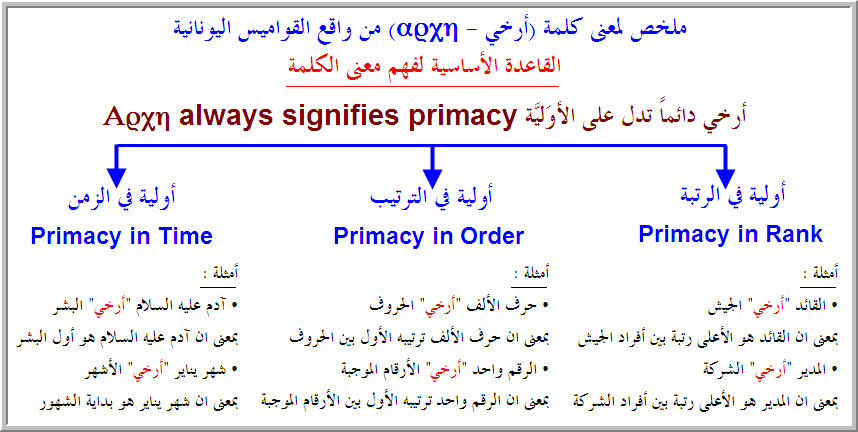 ملخص لمعنى كلمة (أرخي - αρχη) من واقع القواميس اليونانية
القاعدة الأساسية لفهم معنى الكلمة
أرخي دائماً تدل على الأوَليَّة Αρχη always signifies primacy
أولية في الرتبة
Primacy in Rank
أمثلة :
• القائد "أرخي" الجيش
بمعنى ان القائد هو الأعلى رتبة بين أفراد الجيش
• المدير "أرخي" الشركة
بمعنى ان المدير هو الأعلى رتبة بين أفراد الشركة
أولية في الترتيب
Primacy in Order
أمثلة :
• حرف الألف "أرخي" الحروف
بمعنى ان حرف الألف ترتيبه الأول بين الحروف
• الرقم واحد "أرخي" الأرقام الموجبة
بمعنى ان الرقم واحد ترتيبه الأول بين الأرقام الموجبة
أولية في الزمن
Primacy in Time
أمثلة :
• آدم عليه السلام "أرخي" البشر
بمعنى ان آدم عليه السلام هو أول البشر
• شهر يناير "أرخي" الأشهر
بمعنى ان شهر يناير هو بداية الشهور